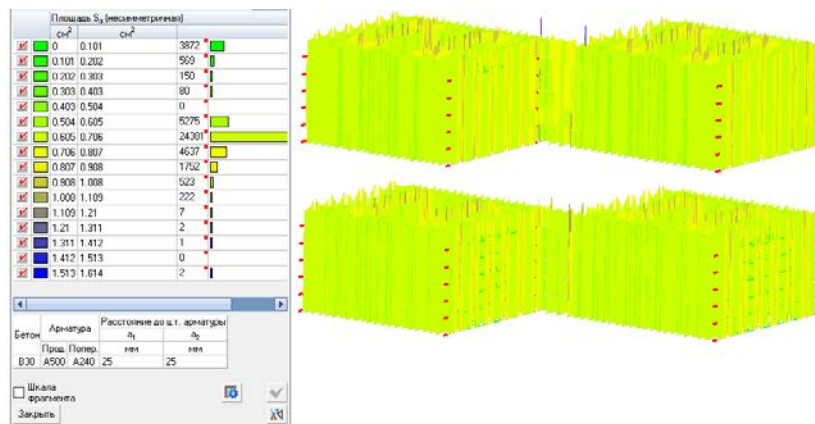 Площадь Sₐ (несимметричная)
см² см²
0 0.101 3872
0.101 0.202 569
0.202 0.303 150
0.303 0.403 80
0.403 0.504 0
0.504 0.605 5275
0.605 0.706 24381
0.706 0.807 4637
0.807 0.908 1752
0.908 1.008 523
1.008 1.109 222
1.109 1.21 7
1.21 1.311 2
1.311 1.412 1
1.412 1.513 0
1.513 1.614 2
Бетон Арматура Расстояние до ц.т. арматуры
a₁ a₂
Прод. Попер. мм мм
B30 A500 A240 25 25
Шкала
фрагмента
Закрыть